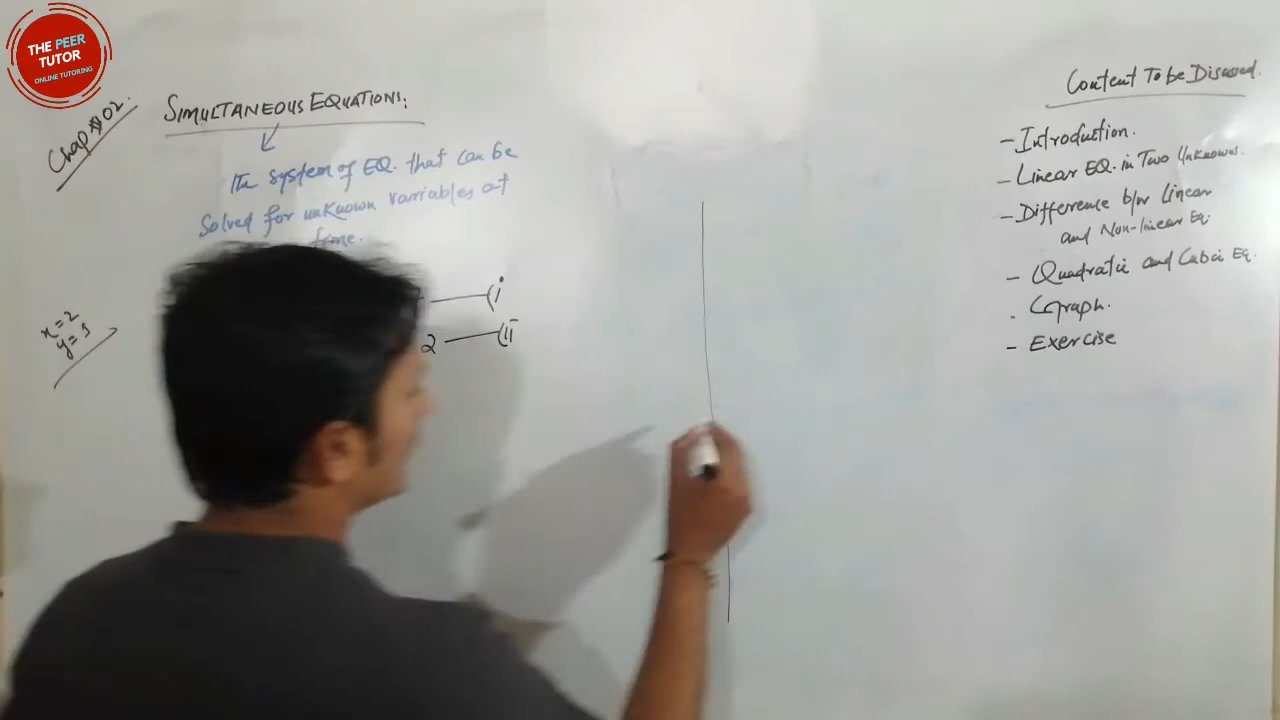 THE PEER
TUTOR
ONLINE TUTORING
Chap # 02.
SIMULTANEOUS EQUATIONS:
The system of EQ. that can be
Solved for unknown variables at
time.
(i
2 (ii
x=2
y=
Content To be Discussed.
- Introduction.
- Linear EQ. in Two Unknowns.
- Difference b/w Linear
and Non-linear Eq.
- Quadratic and Cubic Eq.
. Graph.
- Exercise